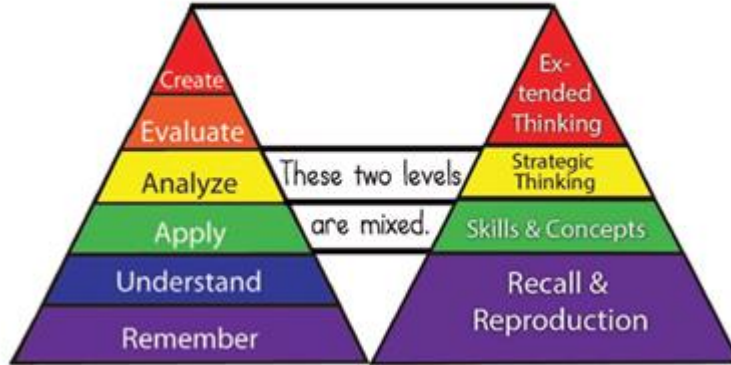 Create
Evaluate
Analyze
Apply
Understand
Remember
These two levels
are mixed.
Ex-
tended
Thinking
Strategic
Thinking
Skills & Concepts
Recall &
Reproduction